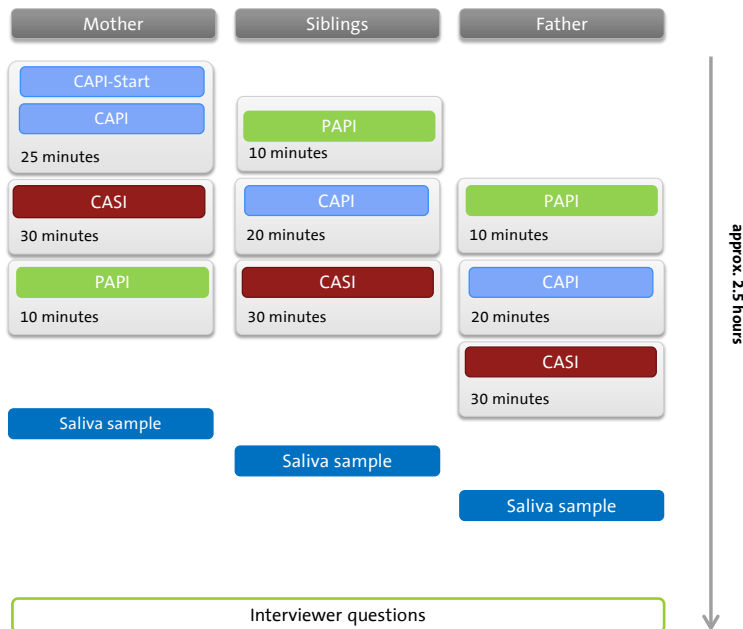 Mother
Siblings
Father
CAPI-Start
CAPI
25 minutes
PAPI
10 minutes
CASI
30 minutes
CAPI
20 minutes
PAPI
10 minutes
PAPI
10 minutes
CASI
30 minutes
CAPI
20 minutes
CASI
30 minutes
Saliva sample
Saliva sample
Saliva sample
Interviewer questions
approx. 2.5 hours